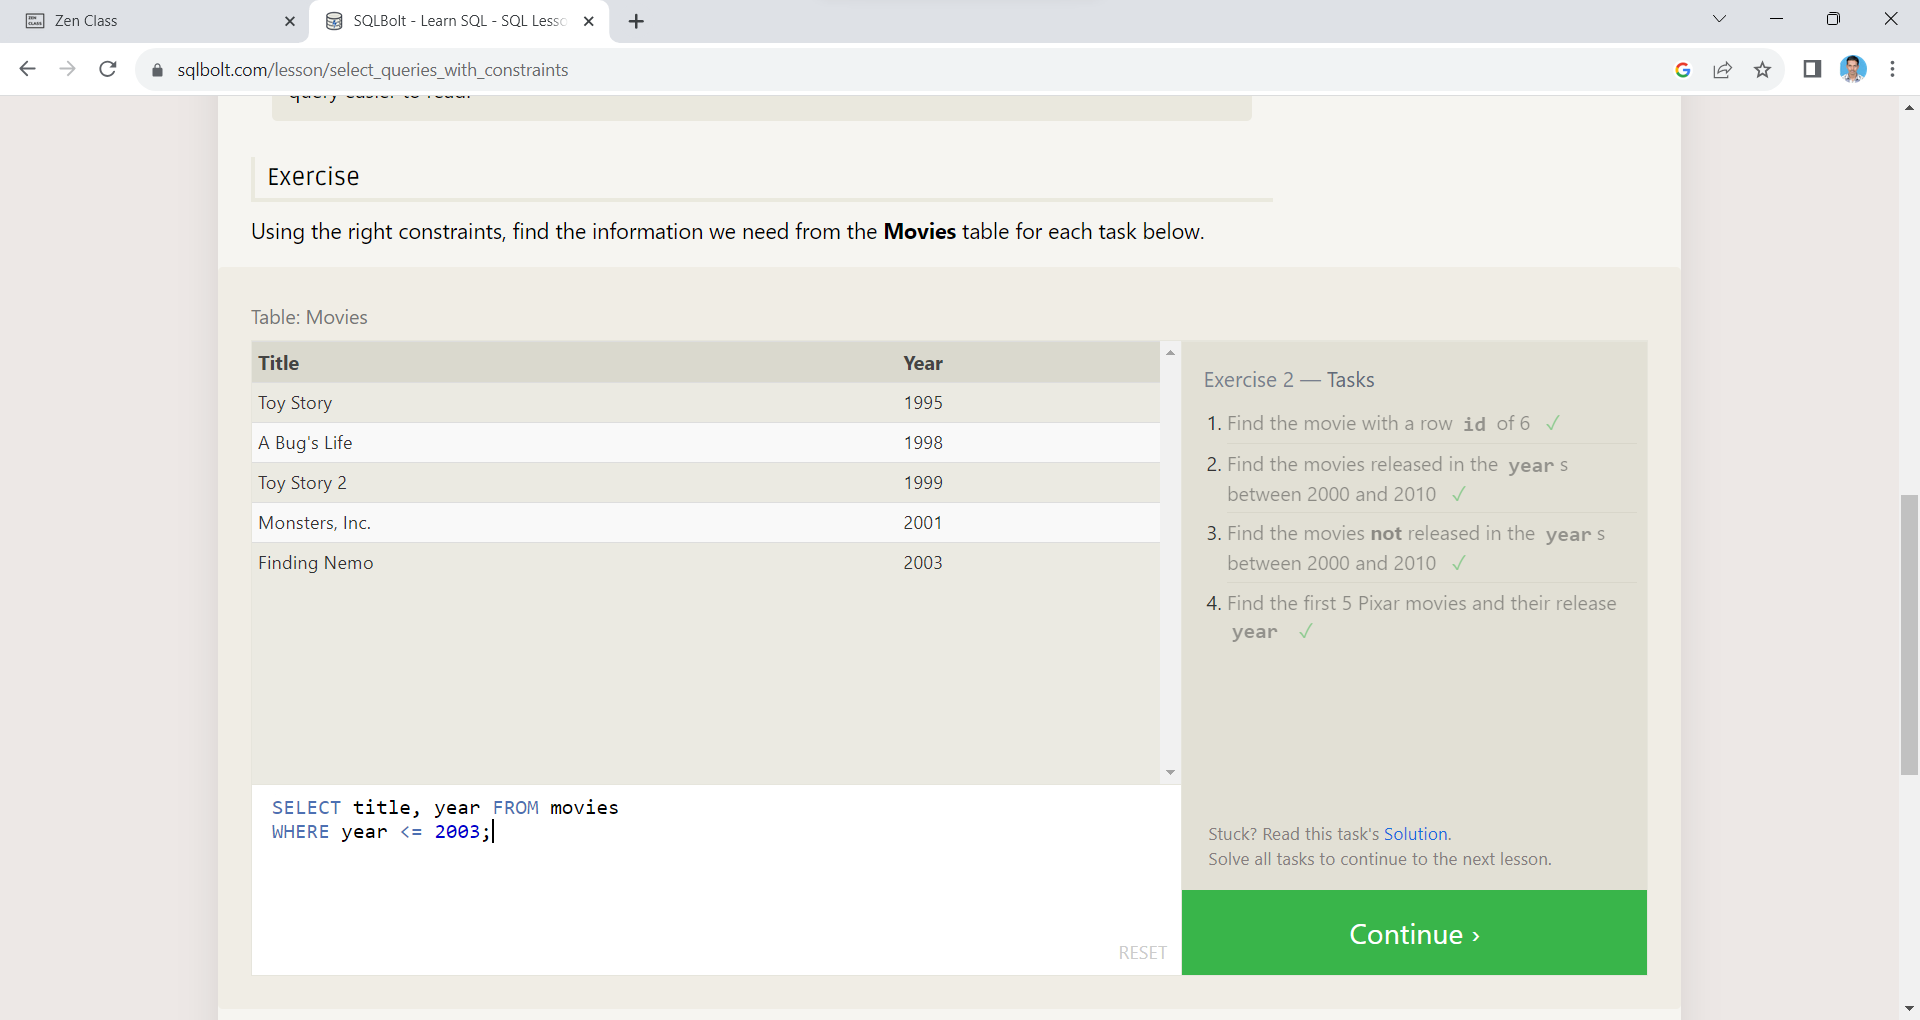 Zen Class
SQLBolt - Learn SQL - SQL Lesso
sqlbolt.com/lesson/select_queries_with_constraints
query easier to read.
Exercise
Using the right constraints, find the information we need from the Movies table for each task below.
Table: Movies
Title Year
Toy Story 1995
A Bug's Life 1998
Toy Story 2 1999
Monsters, Inc. 2001
Finding Nemo 2003
SELECT title, year FROM movies
WHERE year <= 2003;
RESET
Exercise 2 — Tasks
1. Find the movie with a row id of 6 ✓
2. Find the movies released in the year s
between 2000 and 2010 ✓
3. Find the movies not released in the year s
between 2000 and 2010 ✓
4. Find the first 5 Pixar movies and their release
year ✓
Stuck? Read this task's Solution.
Solve all tasks to continue to the next lesson.
Continue ›